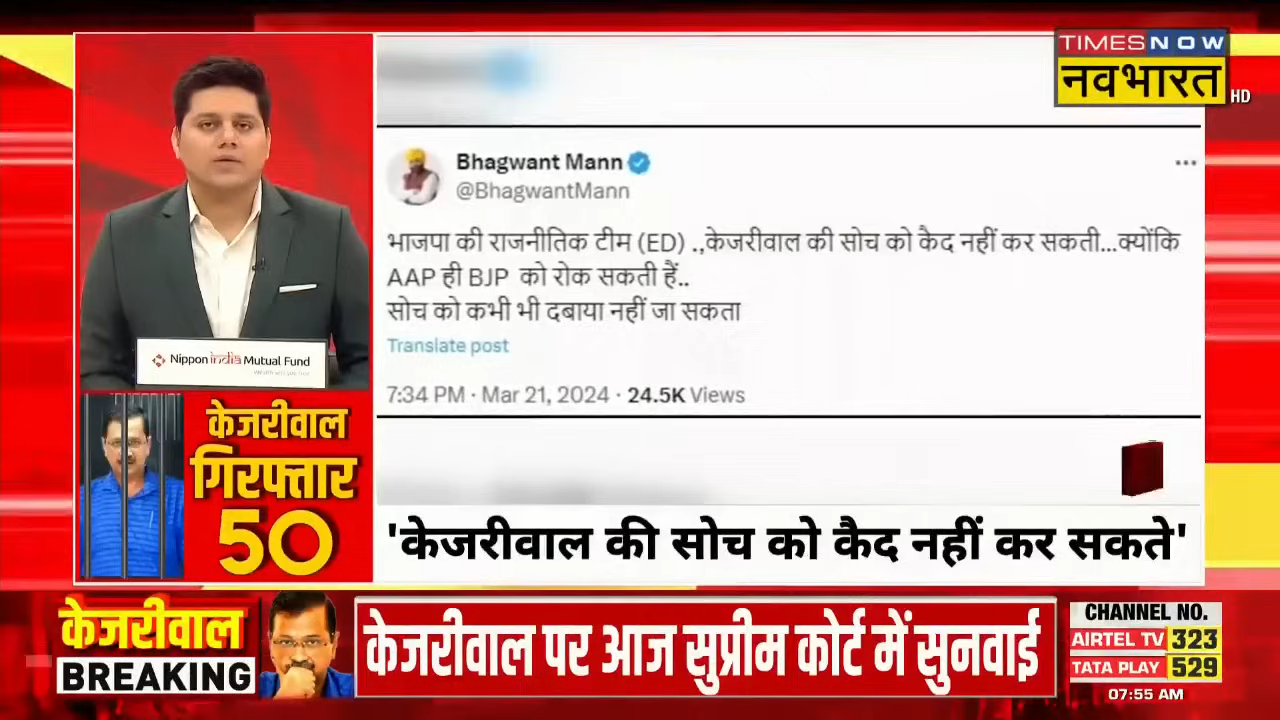 TIMES NOW
नवभारत
HD
Bhagwant Mann
@BhagwantMann
भाजपा की राजनीतिक टीम (ED) .,केजरीवाल की सोच को कैद नहीं कर सकती...क्योंकि
AAP ही BJP को रोक सकती हैं..
सोच को कभी भी दबाया नहीं जा सकता
Translate post
7:34 PM · Mar 21, 2024 · 24.5K Views
Nippon india Mutual Fund
केजरीवाल
गिरफ्तार
50
'केजरीवाल की सोच को कैद नहीं कर सकते'
केजरीवाल
BREAKING
केजरीवाल पर आज सुप्रीम कोर्ट में सुनवाई
CHANNEL NO.
AIRTEL TV 323
TATA PLAY 529
07:55 AM